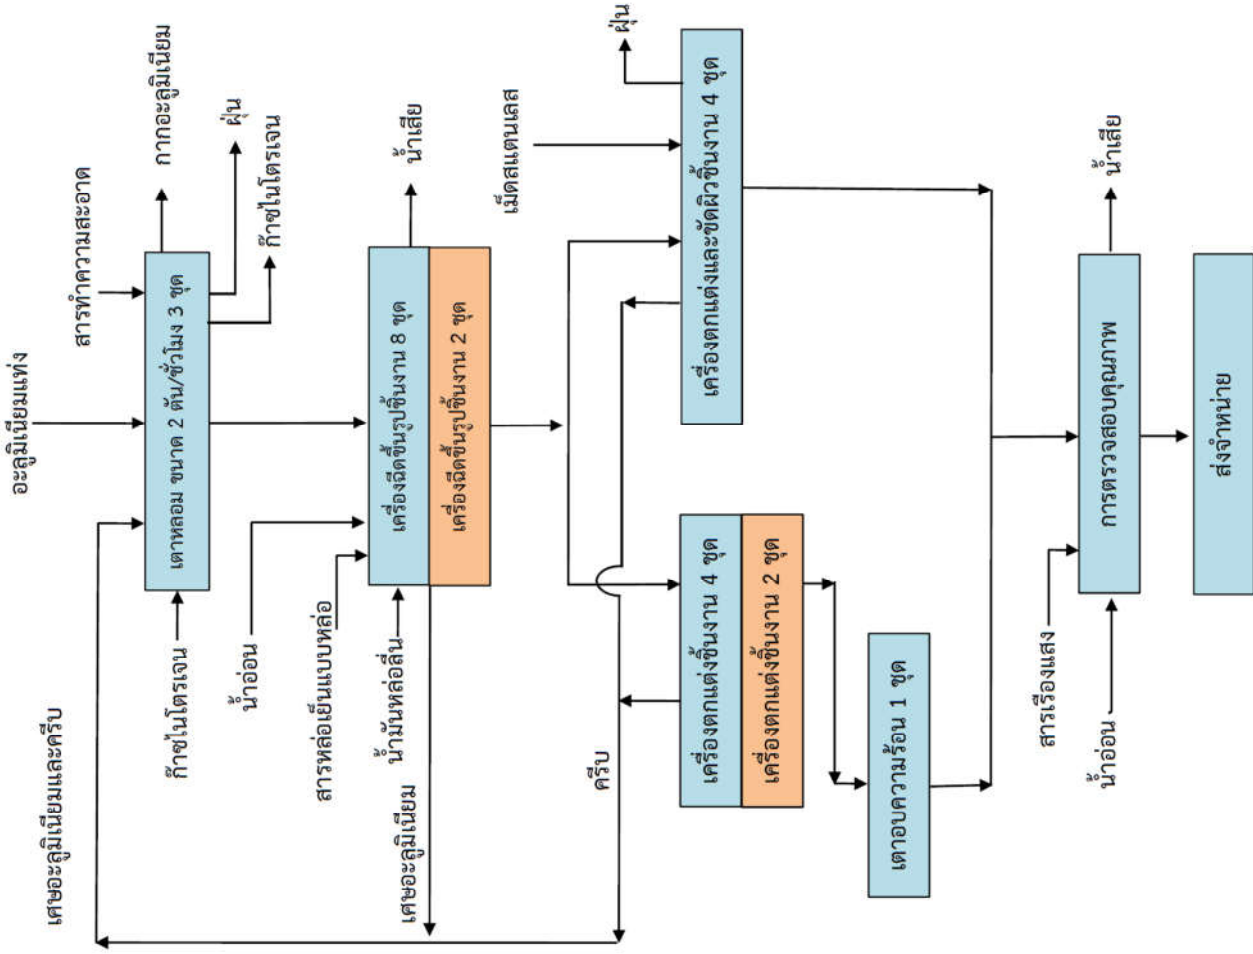 อะลูมิเนียมแท่ง
สารทำความสะอาด
เศษอะลูมิเนียมและครีบ
เตาหลอม ขนาด 2 ตัน/ชั่วโมง 3 ชุด
กากอะลูมิเนียม
ฝุ่น
ก๊าซไนโตรเจน
ก๊าซไนโตรเจน
น้ำอ่อน
สารหล่อเย็นแบบหล่อ
น้ำมันหล่อลื่น
เครื่องฉีดขึ้นรูปชิ้นงาน 8 ชุด
เครื่องฉีดขึ้นรูปชิ้นงาน 2 ชุด
น้ำเสีย
เศษอะลูมิเนียม
เม็ดสแตนเลส
ฝุ่น
ครีบ
เครื่องตกแต่งชิ้นงาน 4 ชุด
เครื่องตกแต่งชิ้นงาน 2 ชุด
เครื่องตกแต่งและขัดผิวชิ้นงาน 4 ชุด
เตาอบความร้อน 1 ชุด
สารเรืองแสง
น้ำอ่อน
การตรวจสอบคุณภาพ
น้ำเสีย
ส่งจำหน่าย